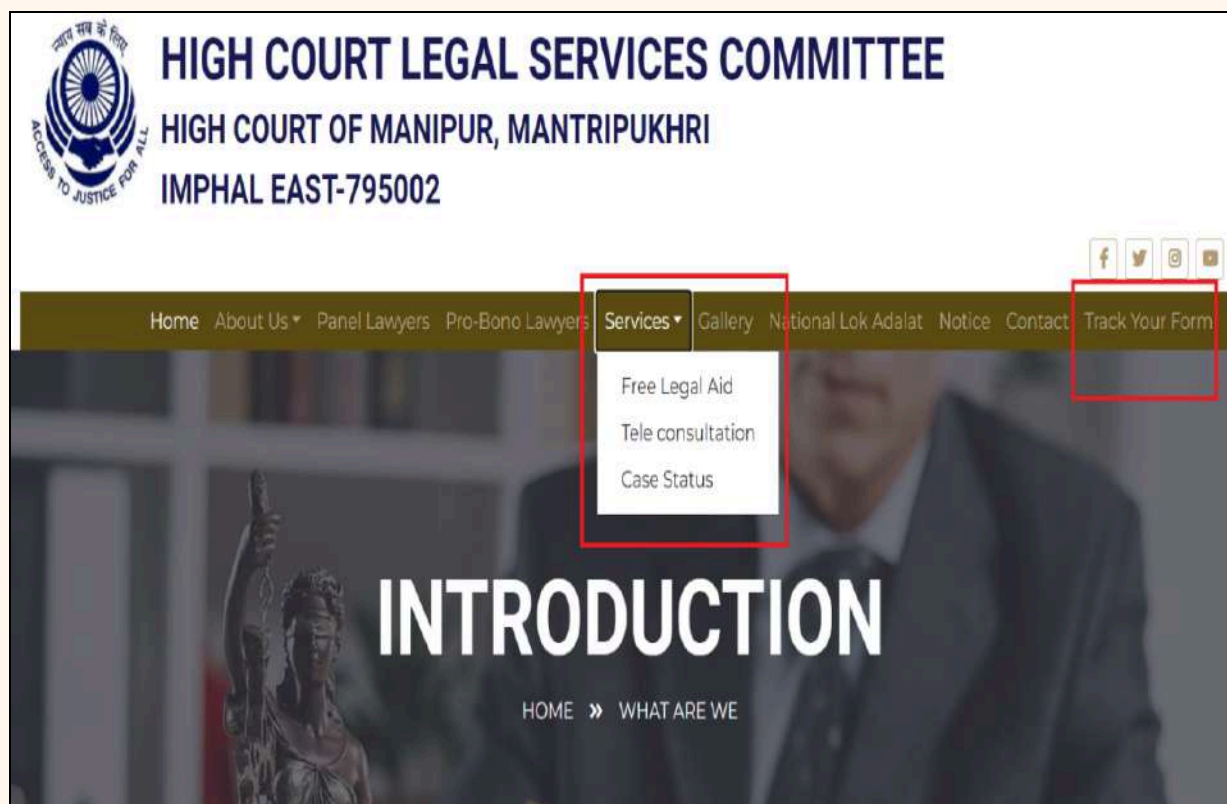 न्याय सब के लिए
ACCESS TO JUSTICE FOR ALL
HIGH COURT LEGAL SERVICES COMMITTEE
HIGH COURT OF MANIPUR, MANTRIPUKHRI
IMPHAL EAST-795002
Home About Us Panel Lawyers Pro-Bono Lawyers Services Gallery National Lok Adalat Notice Contact Track Your Form
Free Legal Aid
Tele consultation
Case Status
INTRODUCTION
HOME » WHAT ARE WE